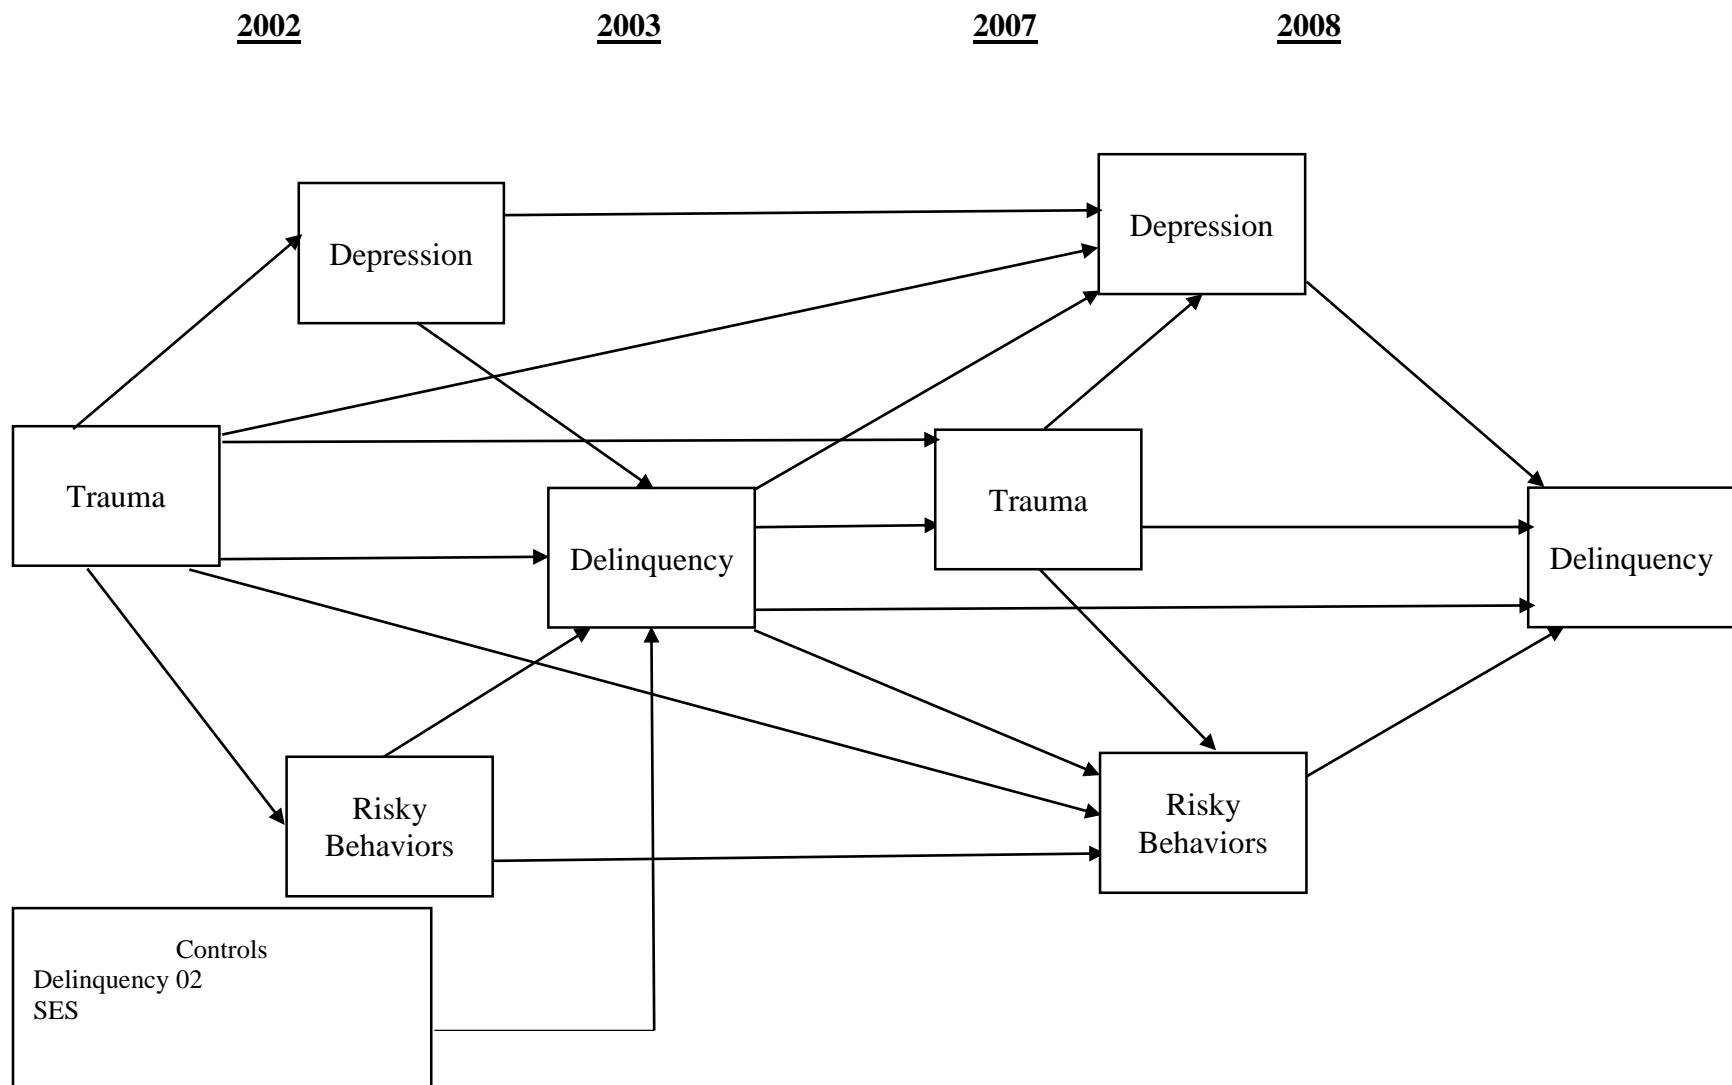 2002 2003 2007 2008
Depression
Depression
Trauma
Trauma
Delinquency
Delinquency
Risky
Behaviors
Risky
Behaviors
Controls
Delinquency 02
SES